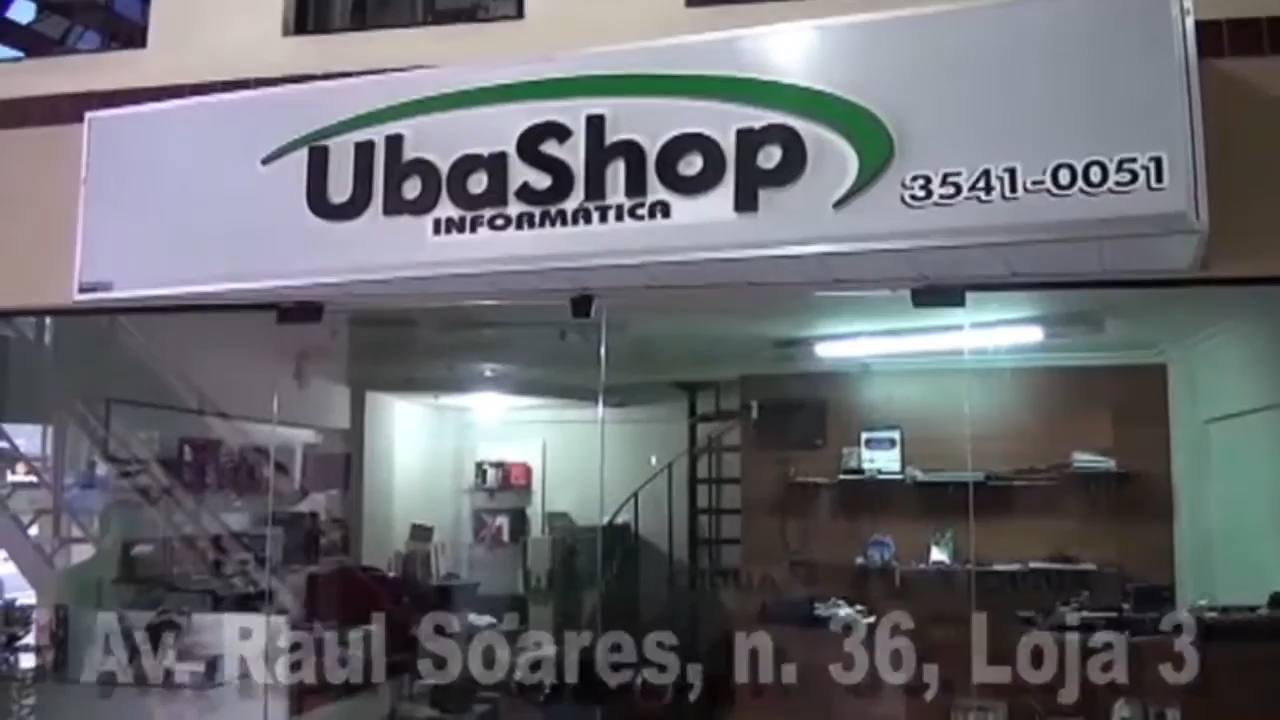 UbaShop
INFORMÁTICA
3541-0051
Av. Raul Soares, n. 36, Loja 3